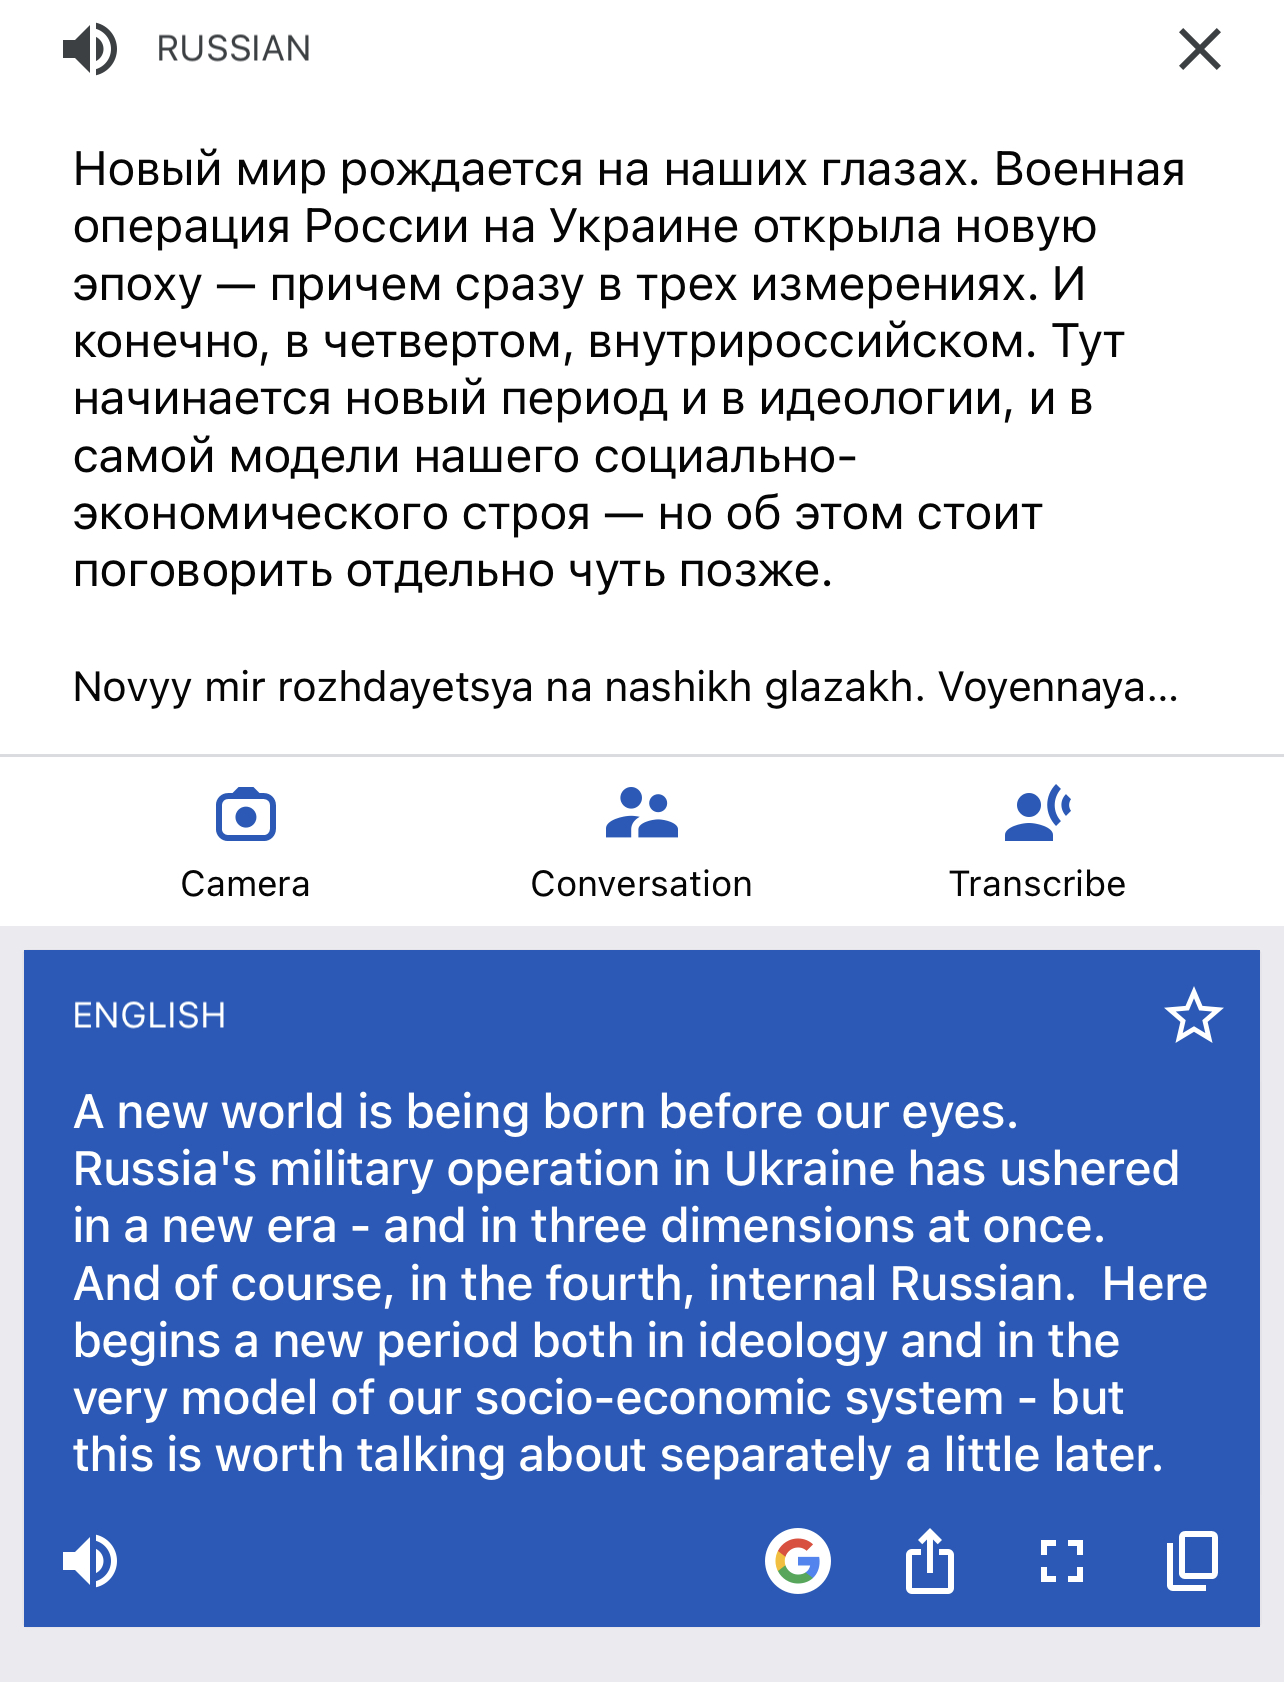 RUSSIAN
Новый мир рождается на наших глазах. Военная
операция России на Украине открыла новую
эпоху — причем сразу в трех измерениях. И
конечно, в четвертом, внутрироссийском. Тут
начинается новый период и в идеологии, и в
самой модели нашего социально-
экономического строя — но об этом стоит
поговорить отдельно чуть позже.
Novyy mir rozhdayetsya na nashikh glazakh. Voyennaya...
Camera
Conversation
Transcribe
ENGLISH
A new world is being born before our eyes.
Russia's military operation in Ukraine has ushered
in a new era - and in three dimensions at once.
And of course, in the fourth, internal Russian.  Here
begins a new period both in ideology and in the
very model of our socio-economic system - but
this is worth talking about separately a little later.
G